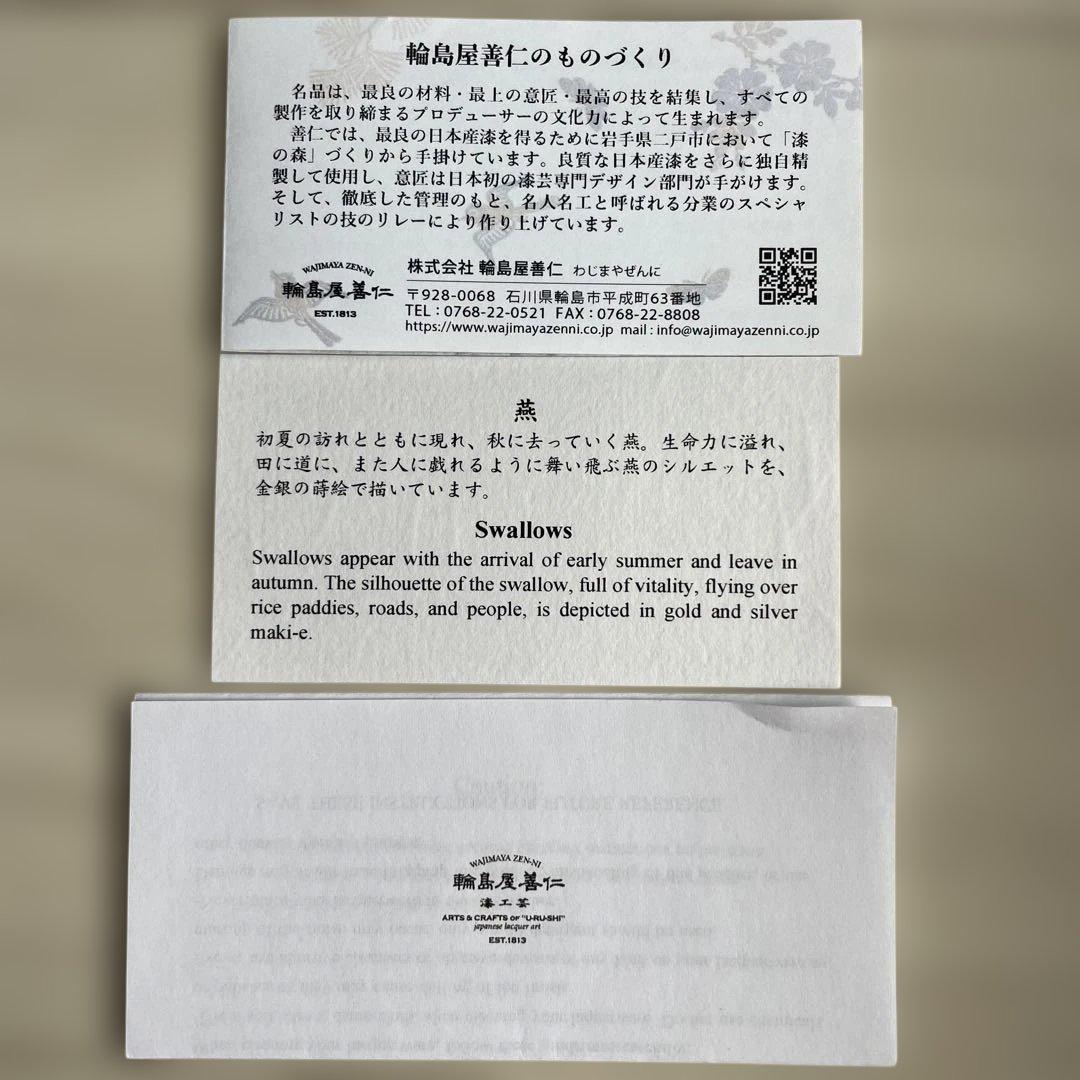 輪島屋善仁のものづくり
名品は、最良の材料・最上の意匠・最高の技を結集し、すべての
製作を取り締まるプロデューサーの文化力によって生まれます。
善仁では、最良の日本産漆を得るために岩手県二戸市において「漆
の森」づくりから手掛けています。良質な日本産漆をさらに独自精
製して使用し、意匠は日本初の漆芸専門デザイン部門が手がけます。
そして、徹底した管理のもと、名人名工と呼ばれる分業のスペシャ
リストの技のリレーにより作り上げています。
WAJIMAYA ZEN-NI
輪島屋善仁
EST.1813
株式会社 輪島屋善仁 わじまやぜんに
〒928-0068 石川県輪島市平成町63番地
TEL：0768-22-0521 FAX：0768-22-8808
https://www.wajimayazenni.co.jp mail : info@wajimayazenni.co.jp
燕
初夏の訪れとともに現れ、秋に去っていく燕。生命力に溢れ、
田に道に、また人に戯れるように舞い飛ぶ燕のシルエットを、
金銀の蒔絵で描いています。
Swallows
Swallows appear with the arrival of early summer and leave in
autumn. The silhouette of the swallow, full of vitality, flying over
rice paddies, roads, and people, is depicted in gold and silver
maki-e.
SAVE THESE INSTRUCTIONS FOR FUTURE REFERENCE
WAJIMAYA ZEN-NI
輪島屋善仁
漆工芸
ARTS & CRAFTS OF "U-RU-SHI"
japanese lacquer art
EST.1813